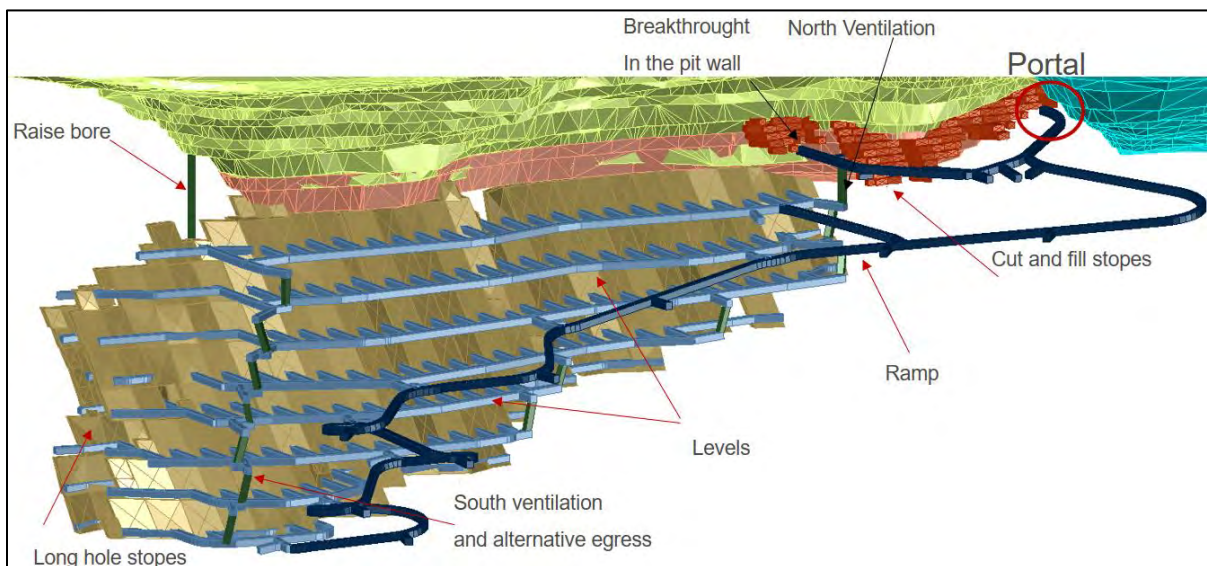 Breakthrought
In the pit wall
North Ventilation
Portal
Raise bore
Cut and fill stopes
Ramp
Levels
South ventilation
and alternative egress
Long hole stopes